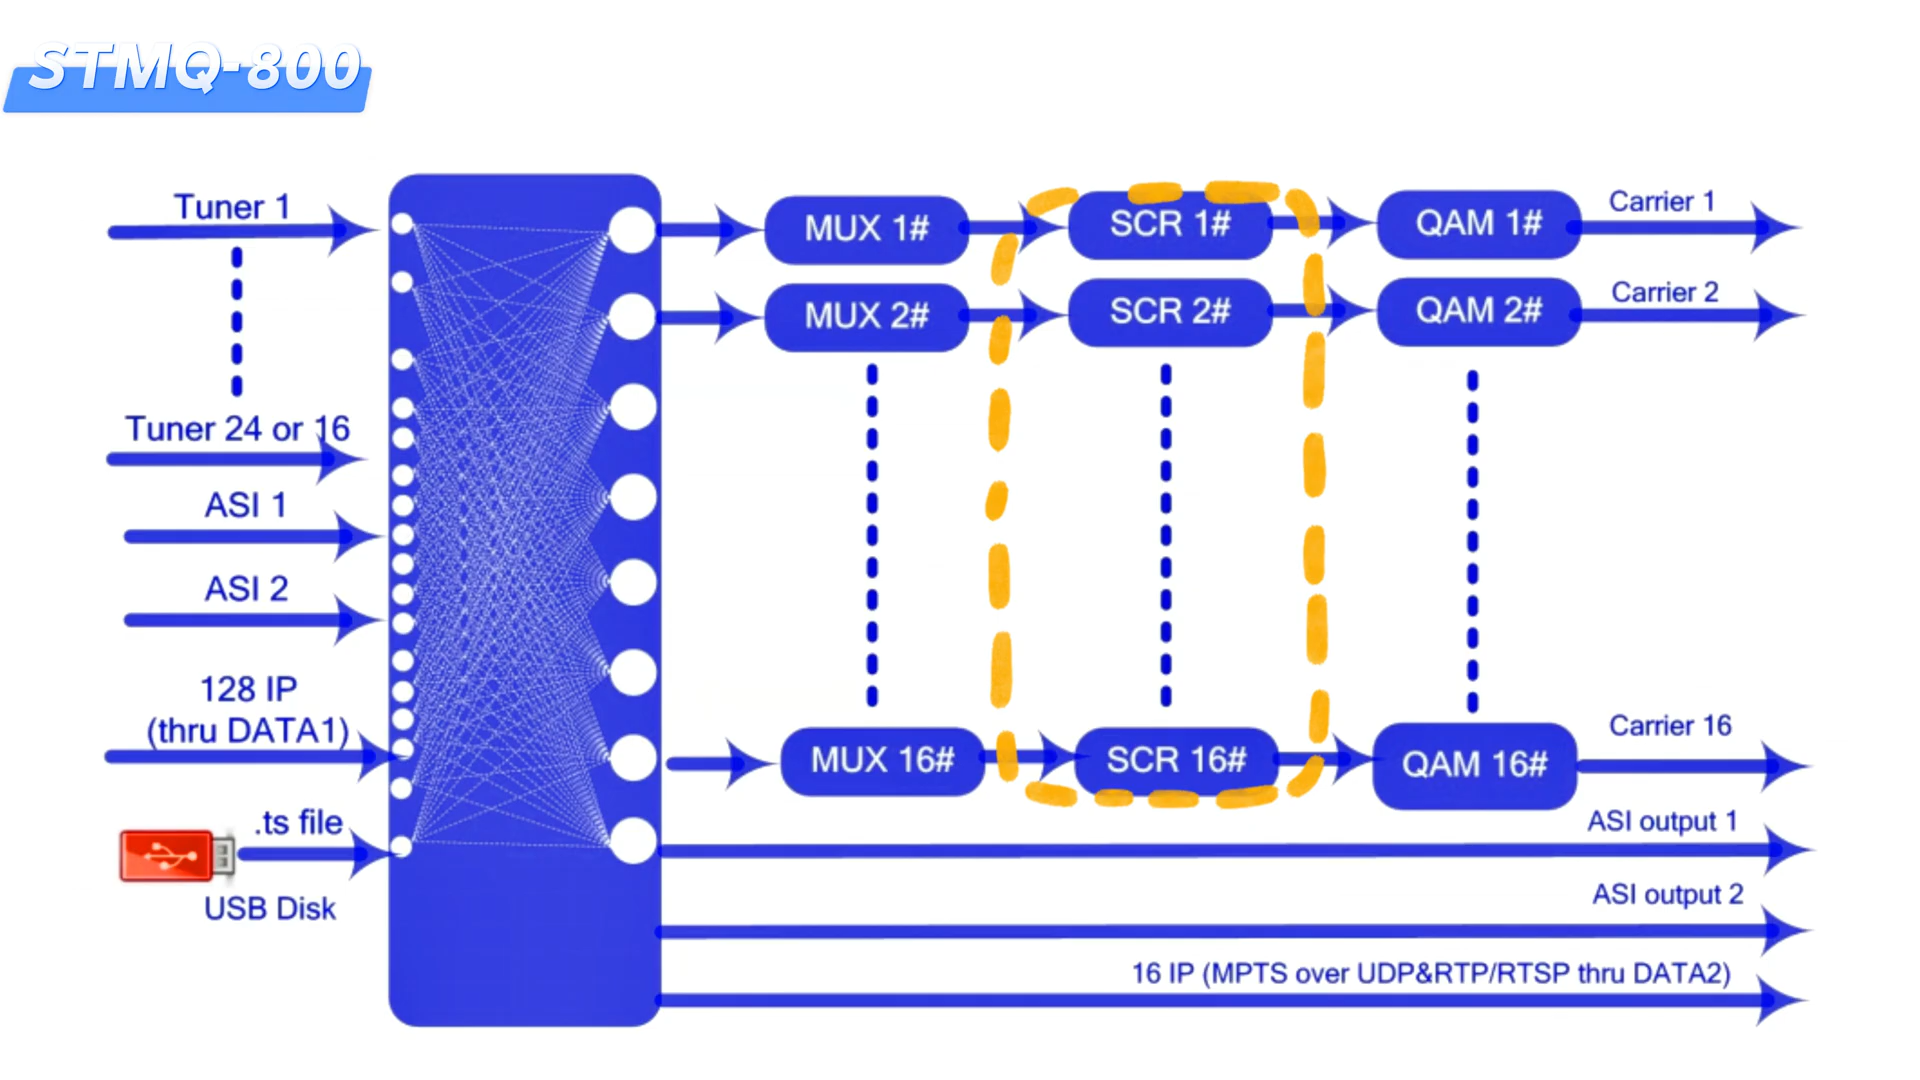 STMQ-800
Tuner 1
Tuner 24 or 16
ASI 1
ASI 2
128 IP
(thru DATA1)
.ts file
USB Disk
MUX 1#
SCR 1#
QAM 1#
Carrier 1
MUX 2#
SCR 2#
QAM 2#
Carrier 2
MUX 16#
SCR 16#
QAM 16#
Carrier 16
ASI output 1
ASI output 2
16 IP (MPTS over UDP&RTP/RTSP thru DATA2)